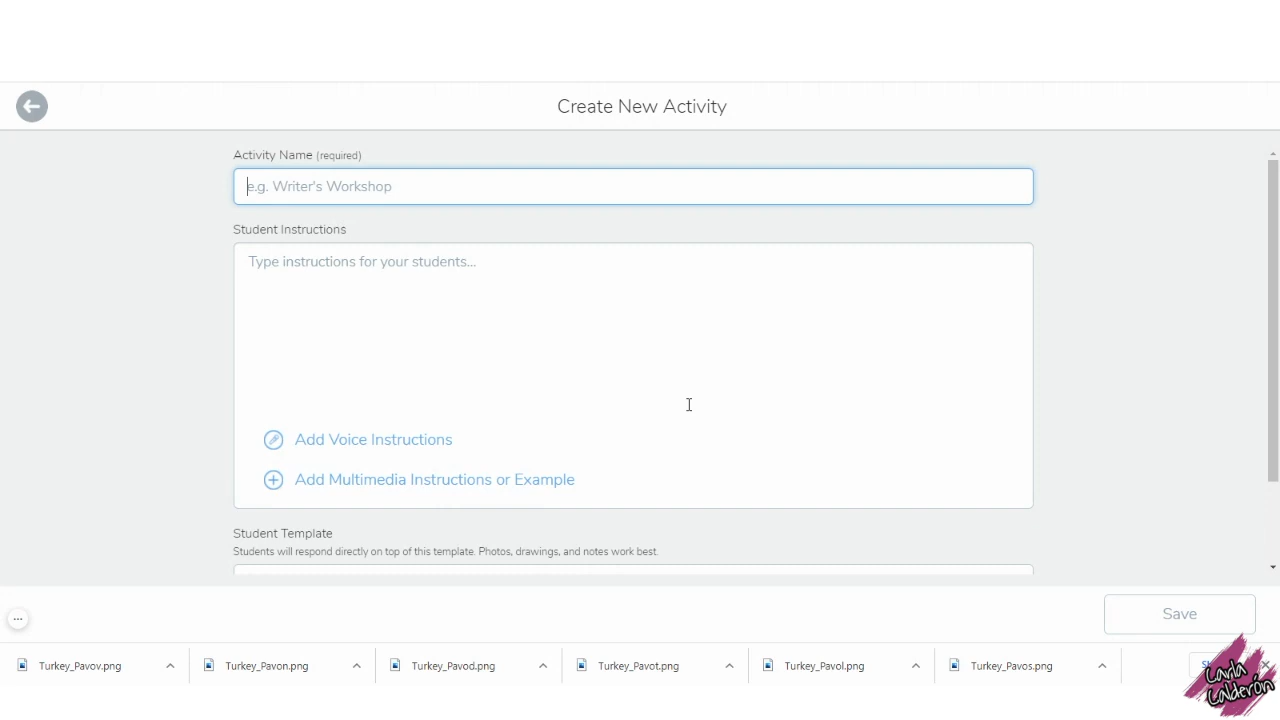 Create New Activity
Activity Name (required)
e.g. Writer's Workshop
Student Instructions
Type instructions for your students...
Add Voice Instructions
Add Multimedia Instructions or Example
Student Template
Students will respond directly on top of this template. Photos, drawings, and notes work best.
...
Save
Turkey_Pavov.png
Turkey_Pavon.png
Turkey_Pavod.png
Turkey_Pavot.png
Turkey_Pavol.png
Turkey_Pavos.png
Carla
Calderón